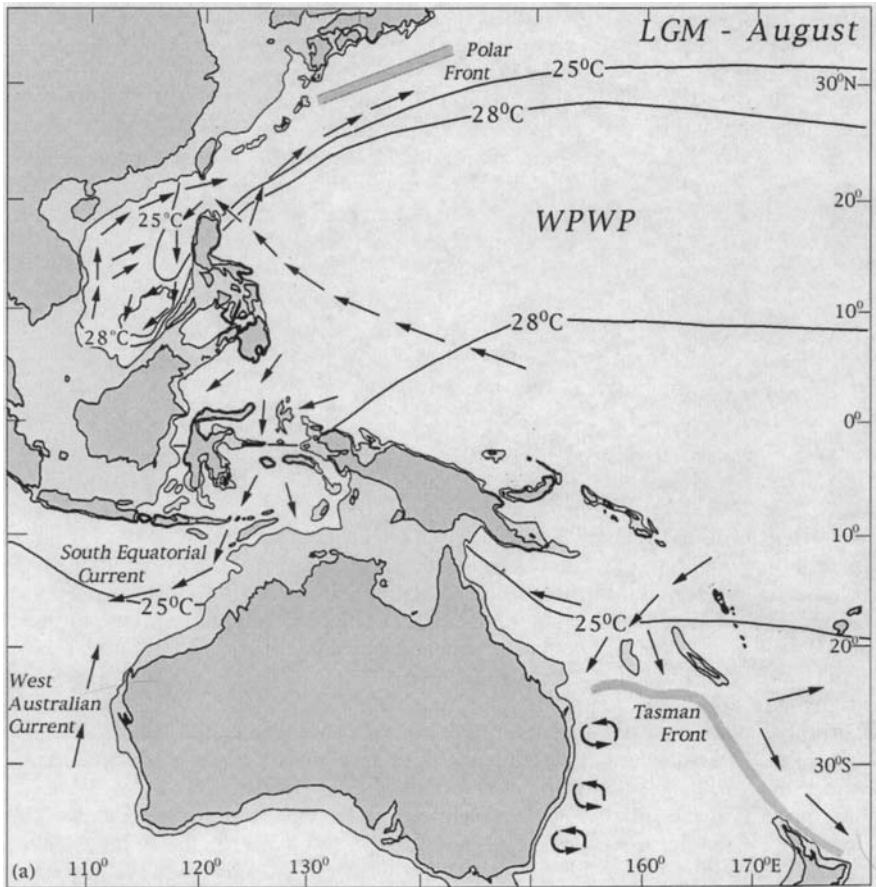 LGM - August
Polar
Front
25°C
30°N
28°C
20°
25°C
WPWP
10°
28°C
28°C
0°
10°
South Equatorial
Current
25°C
25°C
20°
West
Australian
Current
Tasman
Front
30°S
(a)
110°
120°
130°
160°
170°E